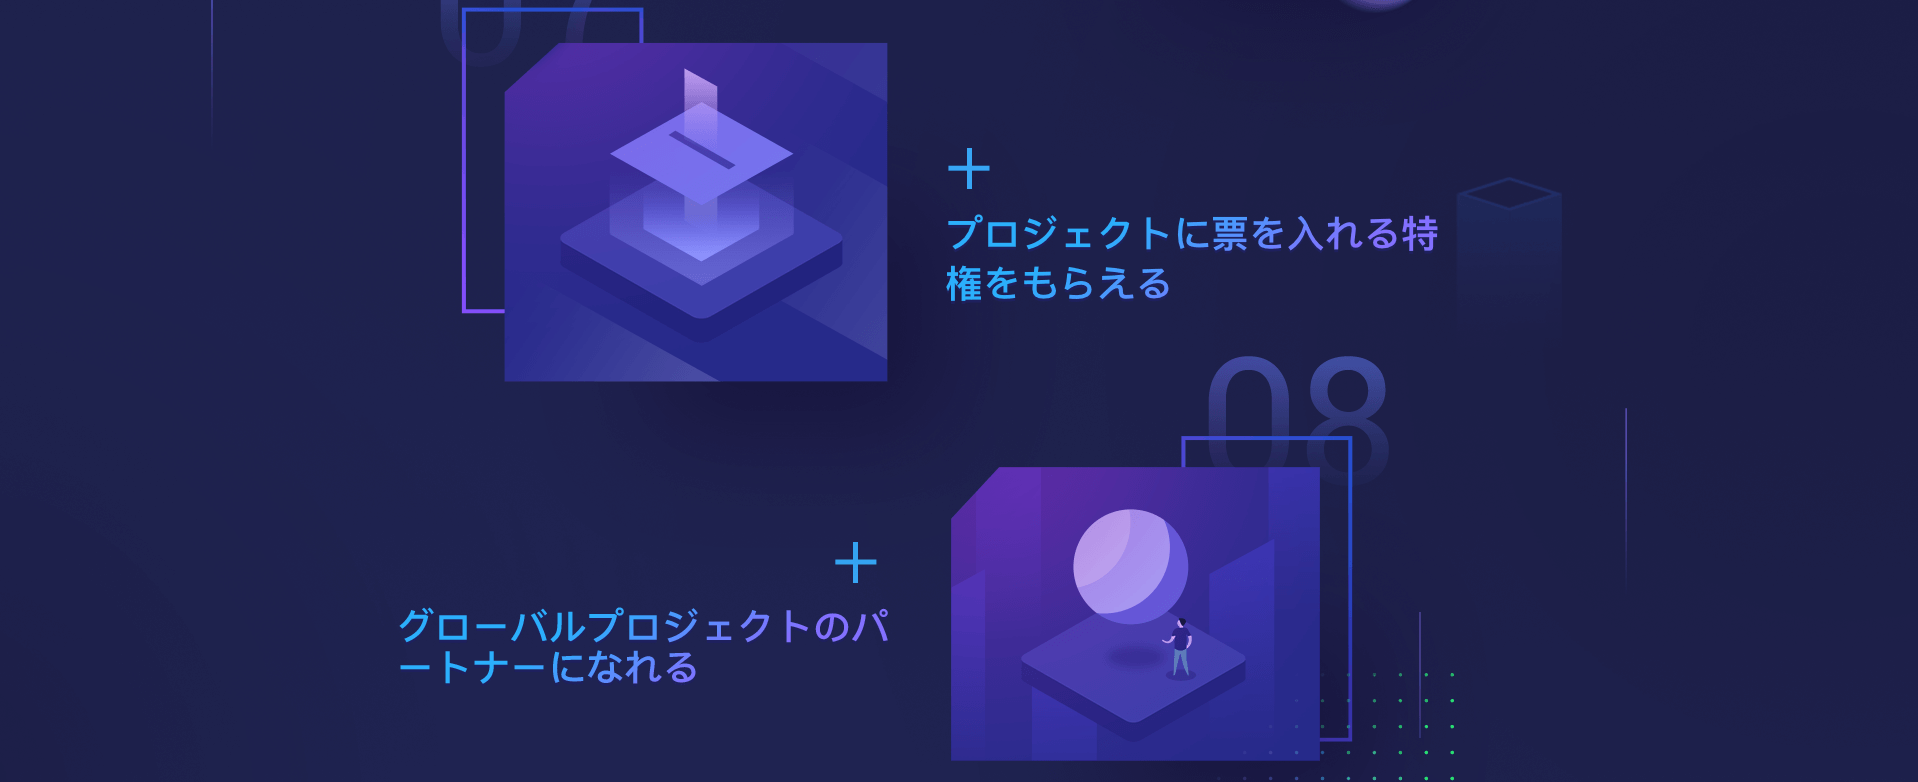 07
プロジェクトに票を入れる特
権をもらえる
08
グローバルプロジェクトのパ
ートナーになれる